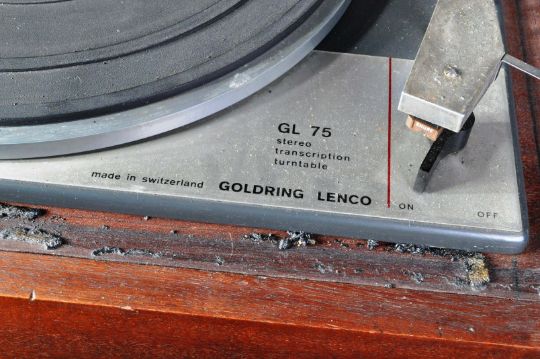 GL 75
stereo
transcription
turntable
made in switzerland GOLDRING LENCO
ON OFF